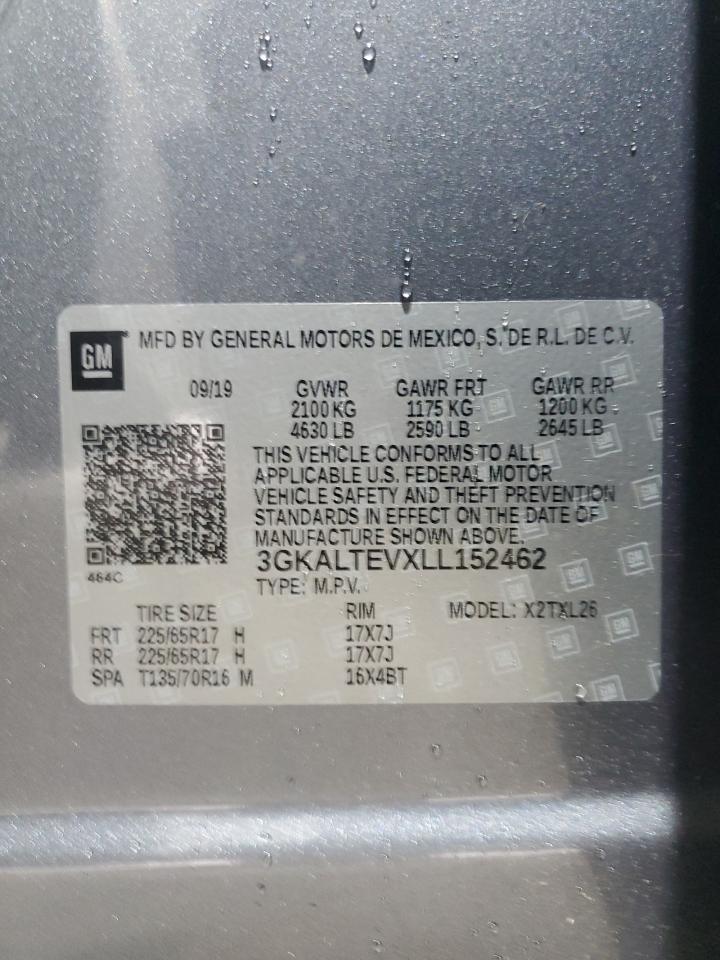 GM MFD BY GENERAL MOTORS DE MEXICO, S. DE R.L. DE C.V.
09/19 GVWR GAWR FRT GAWR RR
2100 KG 1175 KG 1200 KG
4630 LB 2590 LB 2645 LB
THIS VEHICLE CONFORMS TO ALL
APPLICABLE U.S. FEDERAL MOTOR
VEHICLE SAFETY AND THEFT PREVENTION
STANDARDS IN EFFECT ON THE DATE OF
MANUFACTURE SHOWN ABOVE.
3GKALTEVXLL152462
464C
TYPE: M.P.V.
TIRE SIZE RIM MODEL: X2TXL26
FRT 225/65R17 H 17X7J
RR 225/65R17 H 17X7J
SPA T135/70R16 M 16X4BT